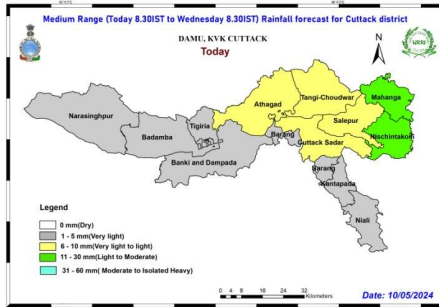 Medium Range (Today 8.30IST to Wednesday 8.30IST) Rainfall forecast for Cuttack district
DAMU, KVK CUTTACK
Today
N
Narasinghpur
Badamba
Tigiria
Banki and Dampada
Athagad
Tangi-Choudwar
Mahanga
Salepur
Barang
Cuttack Sadar
Nischintakoili
Barang
Kantapada
Niali
Legend
0 mm(Dry)
1 - 5 mm(Very light)
6 - 10 mm(Very light to light)
11 - 30 mm(Light to Moderate)
31 - 60 mm( Moderate to Isolated Heavy)
0 4 8 16 24 32
Kilometers
Date: 10/05/2024